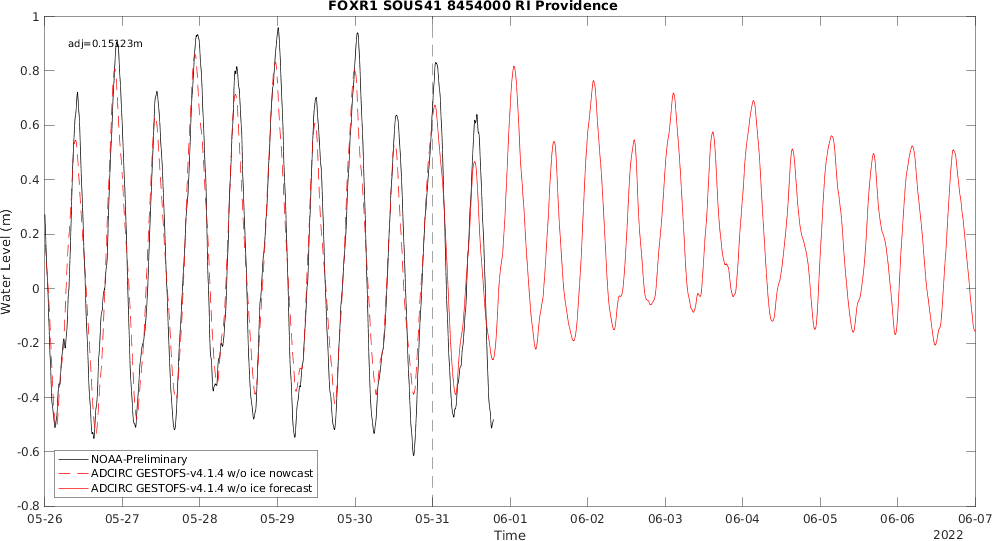 FOXR1 SOUS41 8454000 RI Providence
adj=0.15123m
1
0.8
0.6
0.4
0.2
0
-0.2
-0.4
-0.6
-0.8
Water Level (m)
NOAA-Preliminary
ADCIRC GESTOFS-v4.1.4 w/o ice nowcast
ADCIRC GESTOFS-v4.1.4 w/o ice forecast
05-26 05-27 05-28 05-29 05-30 05-31 06-01 06-02 06-03 06-04 06-05 06-06 06-07
Time
2022